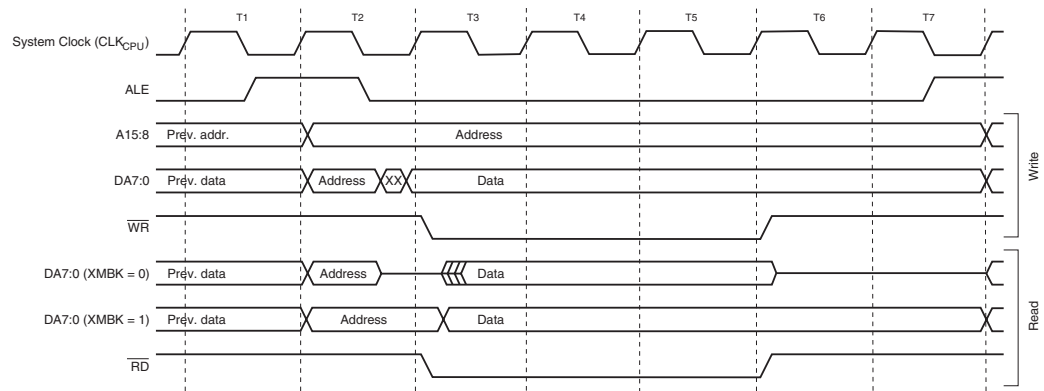 T1 T2 T3 T4 T5 T6 T7
System Clock (CLKCPU)
ALE
A15:8 Prev. addr. Address
DA7:0 Prev. data Address XX Data
WR
Write
DA7:0 (XMBK = 0) Prev. data Address Data
DA7:0 (XMBK = 1) Prev. data Address Data
RD
Read